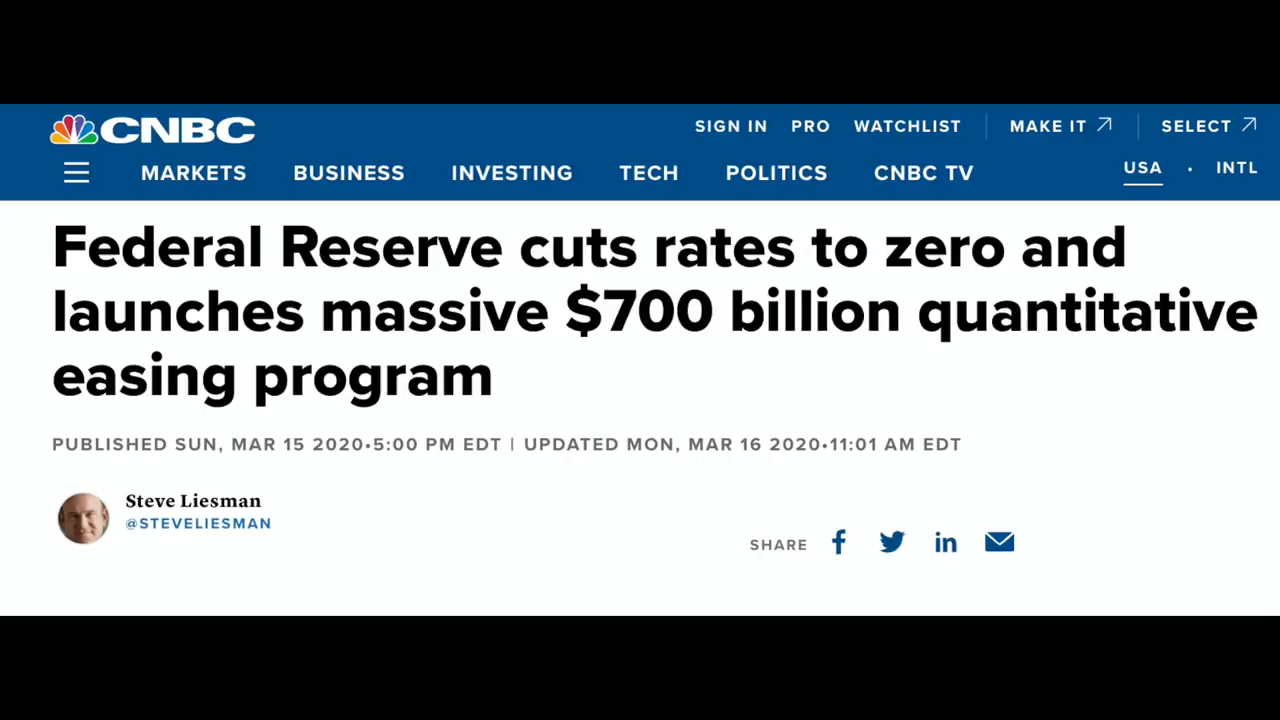 CNBC
SIGN IN PRO WATCHLIST MAKE IT SELECT
MARKETS BUSINESS INVESTING TECH POLITICS CNBC TV USA • INTL
Federal Reserve cuts rates to zero and
launches massive $700 billion quantitative
easing program
PUBLISHED SUN, MAR 15 2020•5:00 PM EDT | UPDATED MON, MAR 16 2020•11:01 AM EDT
Steve Liesman
@STEVELIESMAN
SHARE